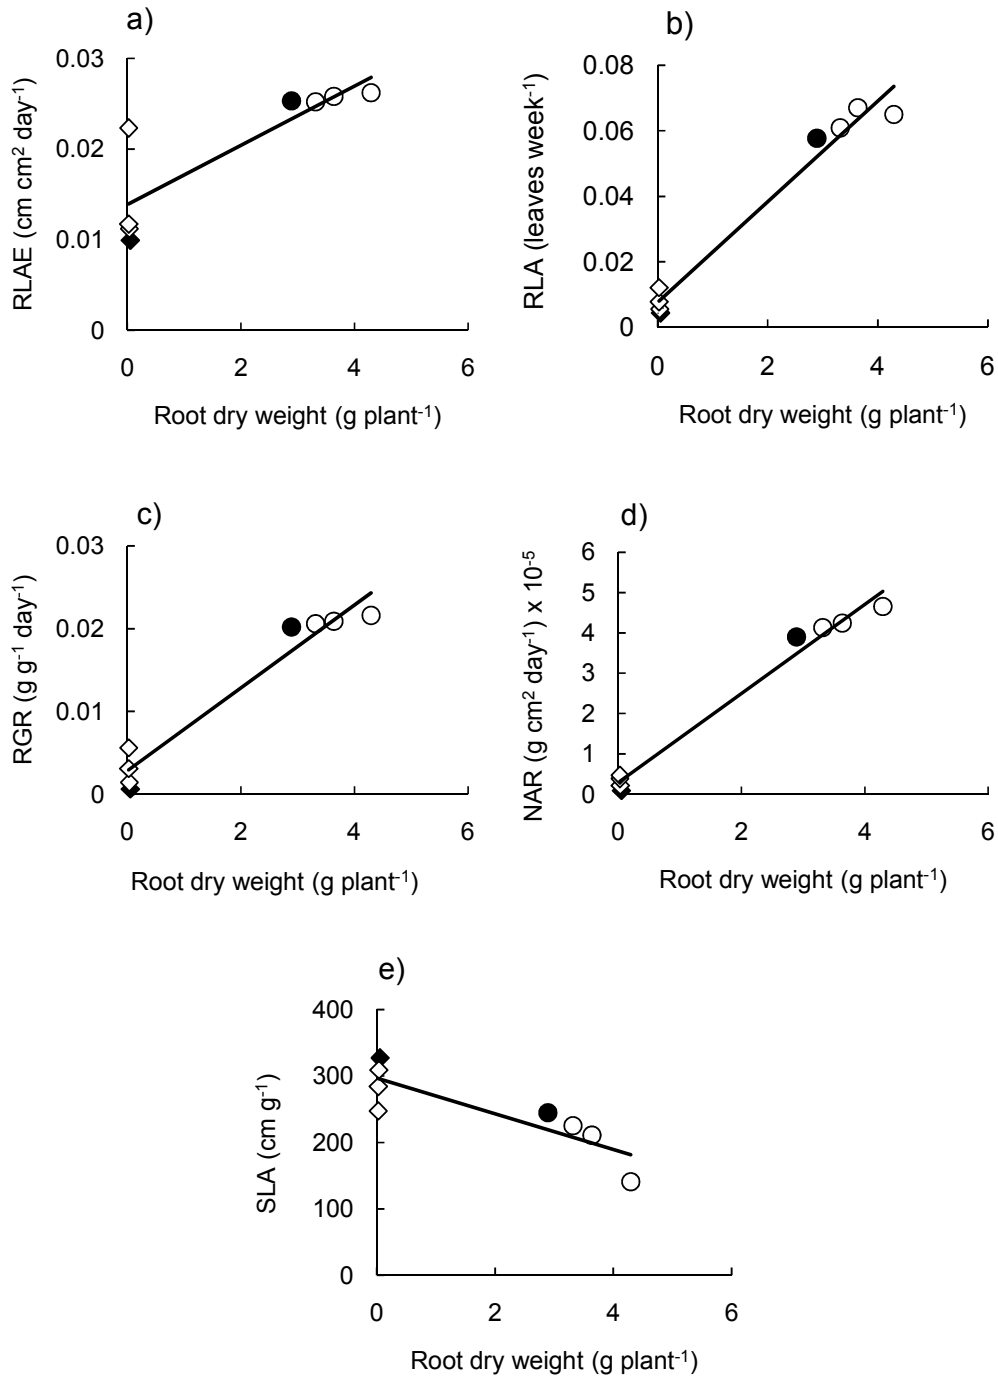 a)
0.03
0.02
0.01
0
RLAE (cm cm² day⁻¹)
0 2 4 6
Root dry weight (g plant⁻¹)
b)
0.08
0.06
0.04
0.02
0
RLA (leaves week⁻¹)
0 2 4 6
Root dry weight (g plant⁻¹)
c)
0.03
0.02
0.01
0
RGR (g g⁻¹ day⁻¹)
0 2 4 6
Root dry weight (g plant⁻¹)
d)
6
5
4
3
2
1
0
NAR (g cm² day⁻¹) x 10⁻⁵
0 2 4 6
Root dry weight (g plant⁻¹)
e)
400
300
200
100
0
SLA (cm g⁻¹)
0 2 4 6
Root dry weight (g plant⁻¹)